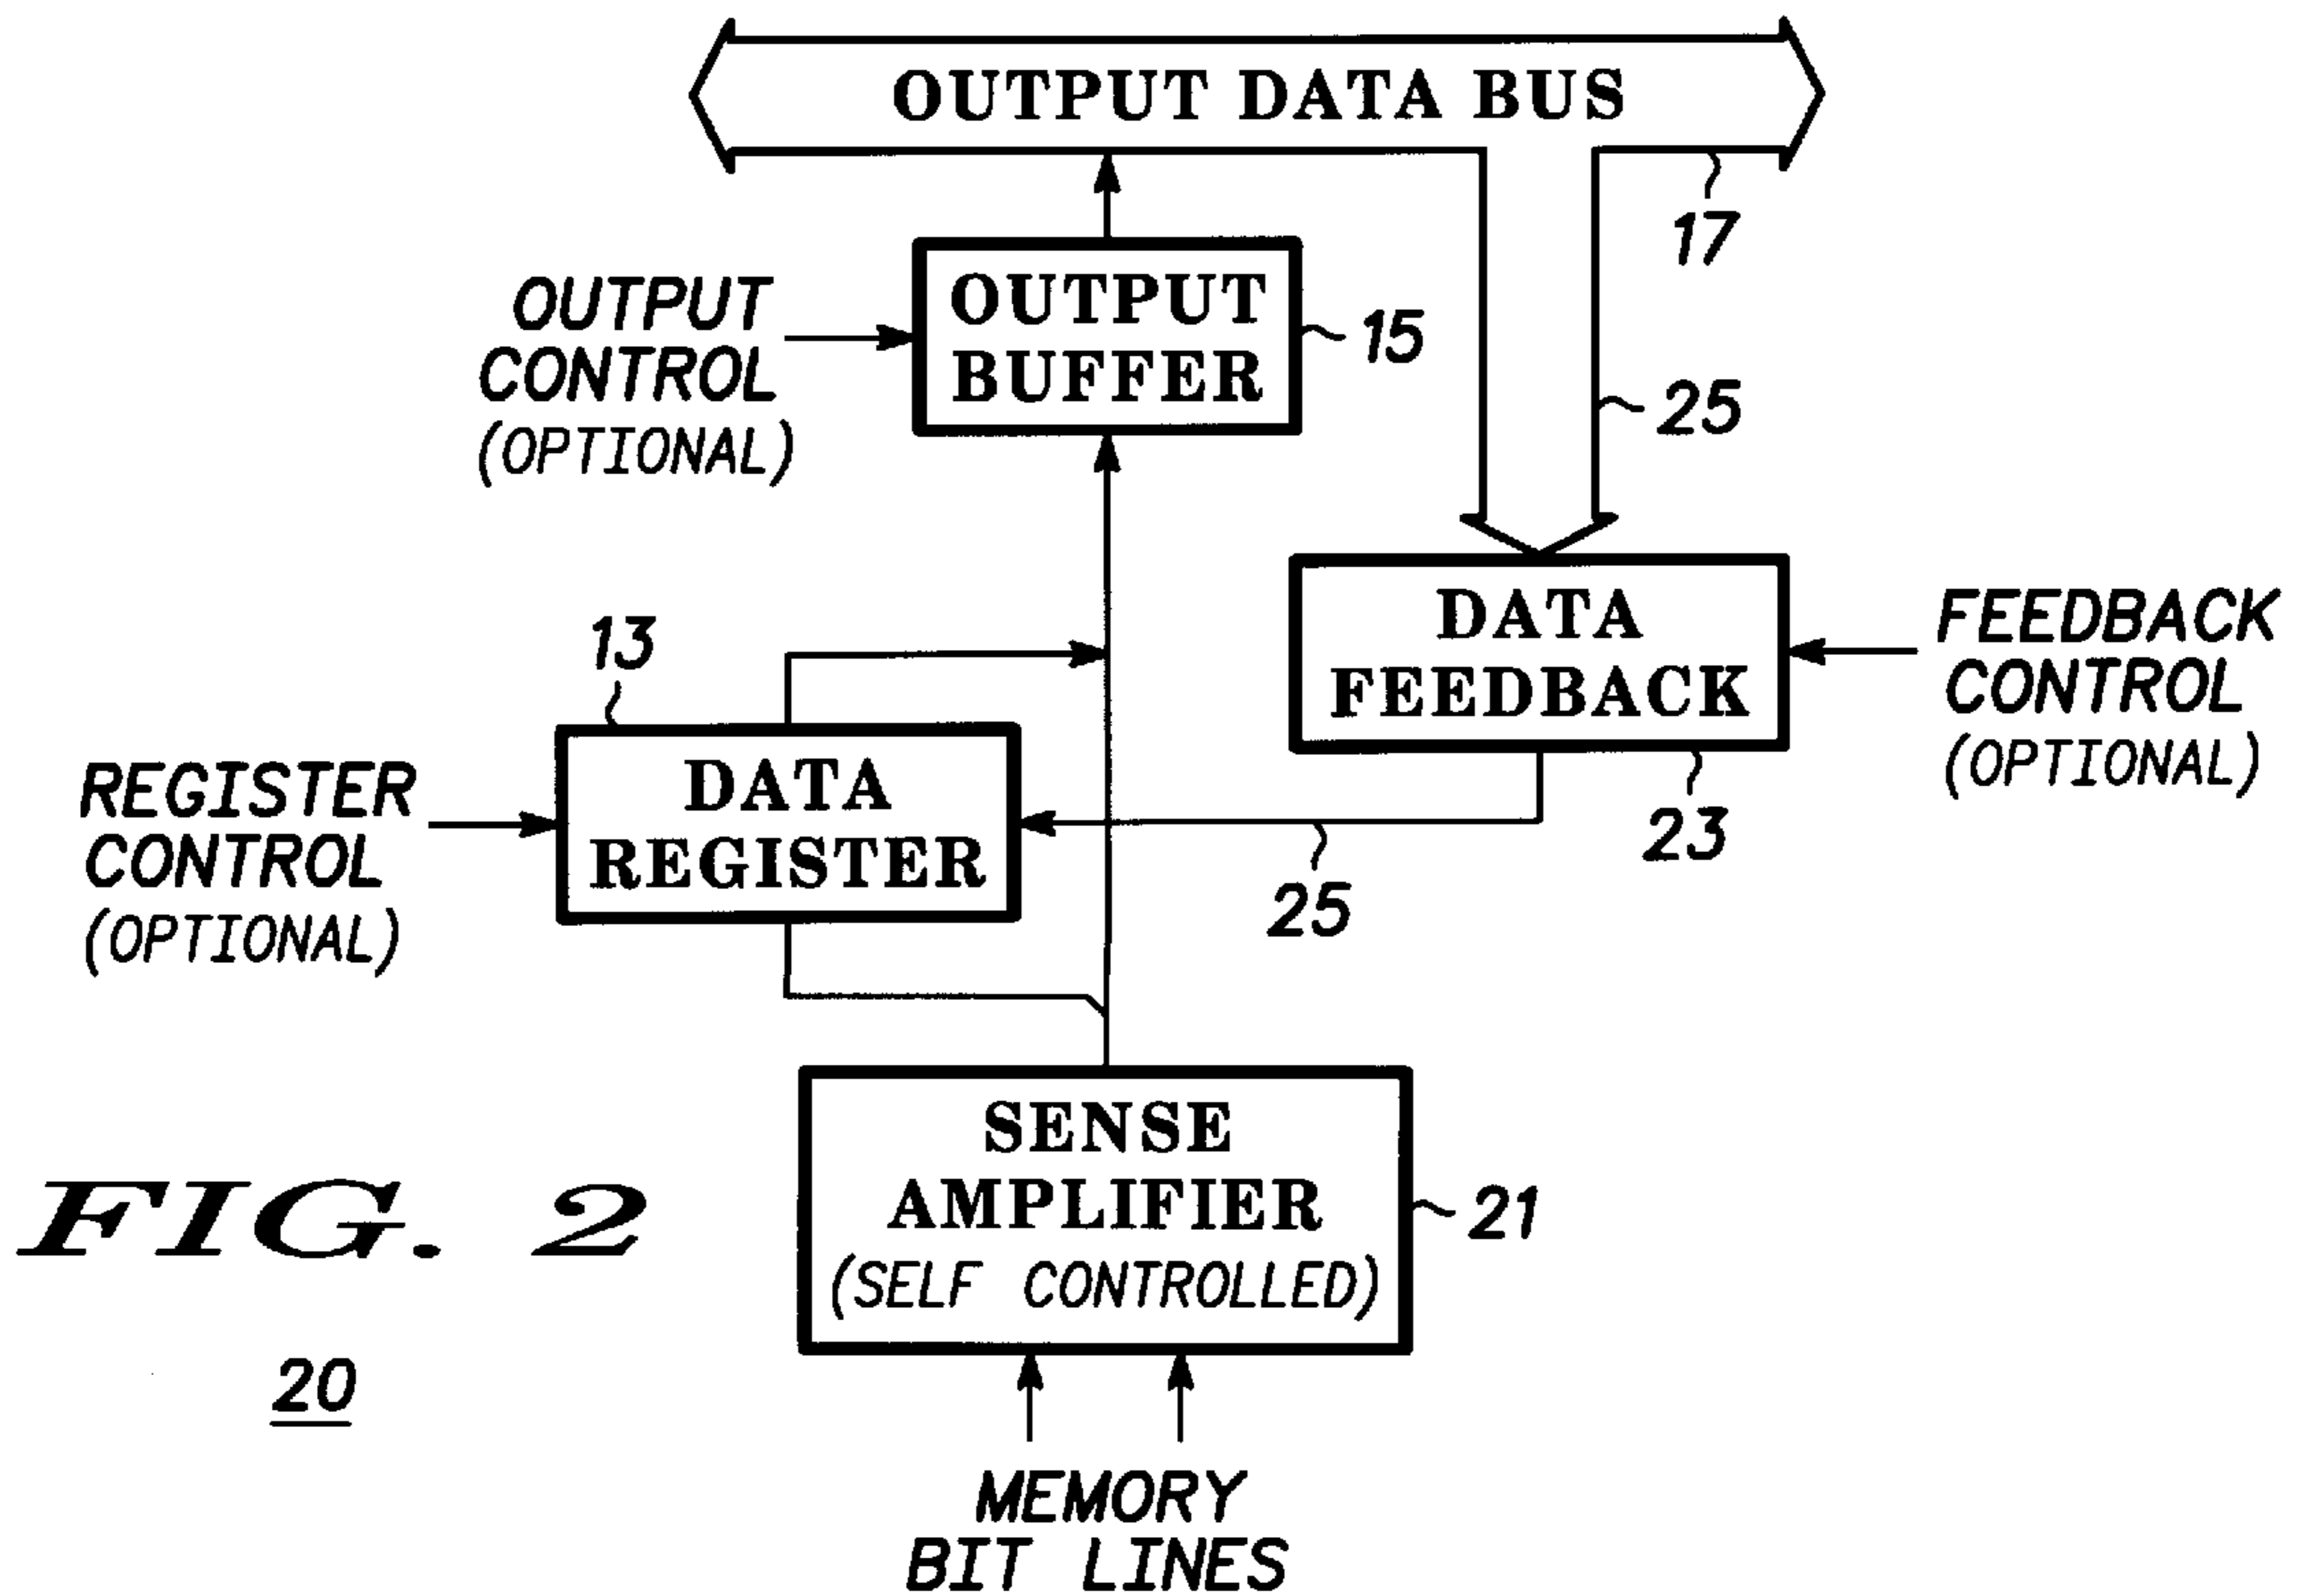 OUTPUT DATA BUS
17
OUTPUT
CONTROL
(OPTIONAL)
OUTPUT
BUFFER
15
25
13
DATA
FEEDBACK
FEEDBACK
CONTROL
(OPTIONAL)
23
REGISTER
CONTROL
(OPTIONAL)
DATA
REGISTER
25
SENSE
AMPLIFIER
(SELF CONTROLLED)
21
FIG. 2
20
MEMORY
BIT LINES